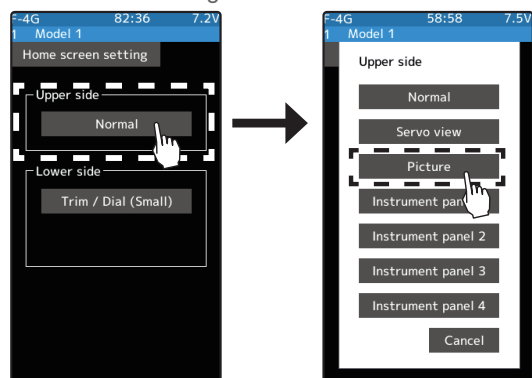 F-4G 82:36 7.2V
1 Model 1
Home screen setting
Upper side
Normal
Lower side
Trim / Dial (Small)
F-4G 58:58 7.5V
1 Model 1
Upper side
Normal
Servo view
Picture
Instrument
Instrument panel 2
Instrument panel 3
Instrument panel 4
Cancel